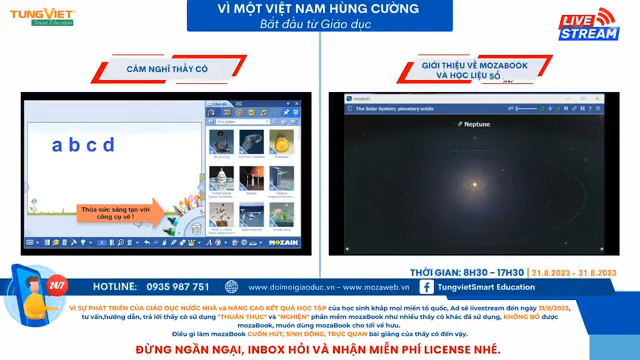 TUNGVIET
Smart Education
VÌ MỘT VIỆT NAM HÙNG CƯỜNG
Bắt đầu từ Giáo dục
LIVE
STREAM
CẢM NGHĨ THẦY CÔ
GIỚI THIỆU VỀ MOZABOOK
VÀ HỌC LIỆU SỐ
a b c d
Thỏa sức sáng tạo với
công cụ vẽ !
MOZAIK
The Solar System; planetary orbits
Neptune
THỜI GIAN: 8H30 - 17H30 | 21.8.2023 - 31.8.2023
24/7
HOTLINE: 0935 987 751
www.doimoigiaoduc.vn - www.mozaweb.vn
TungvietSmart Education
VÌ SỰ PHÁT TRIỂN CỦA GIÁO DỤC NƯỚC NHÀ VÀ NÂNG CAO KẾT QUẢ HỌC TẬP của học sinh khắp mọi miền tổ quốc, Ad sẽ livestream đến ngày 31/8/2023,
tư vấn,hướng dẫn, trả lời thầy cô sử dụng "THUẦN THỤC" và "NGHIỆN" phần mềm mozaBook như nhiều thầy cô khác đã sử dụng, KHÔNG BỎ được
mozaBook, muốn dùng mozaBook cho tới về hưu.
Điều gì làm mozaBook CUỐN HÚT, SINH ĐỘNG, TRỰC QUAN bài giảng của thầy cô đến vậy.
ĐỪNG NGẦN NGẠI, INBOX HỎI VÀ NHẬN MIỄN PHÍ LICENSE NHÉ.